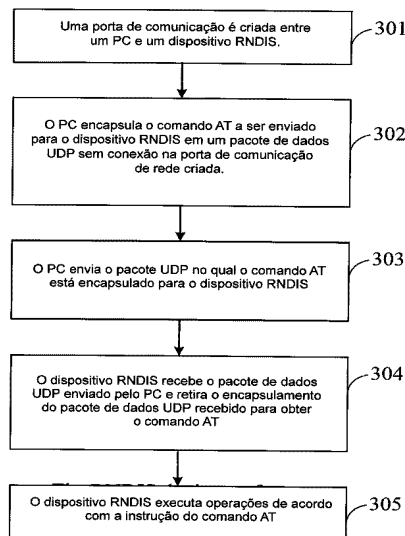 Uma porta de comunicação é criada entre
um PC e um dispositivo RNDIS.
301
O PC encapsula o comando AT a ser enviado
para o dispositivo RNDIS em um pacote de dados
UDP sem conexão na porta de comunicação
de rede criada.
302
O PC envia o pacote UDP no qual o comando AT
está encapsulado para o dispositivo RNDIS
303
O dispositivo RNDIS recebe o pacote de dados
UDP enviado pelo PC e retira o encapsulamento
do pacote de dados UDP recebido para obter
o comando AT
304
O dispositivo RNDIS executa operações de acordo
com a instrução do comando AT
305